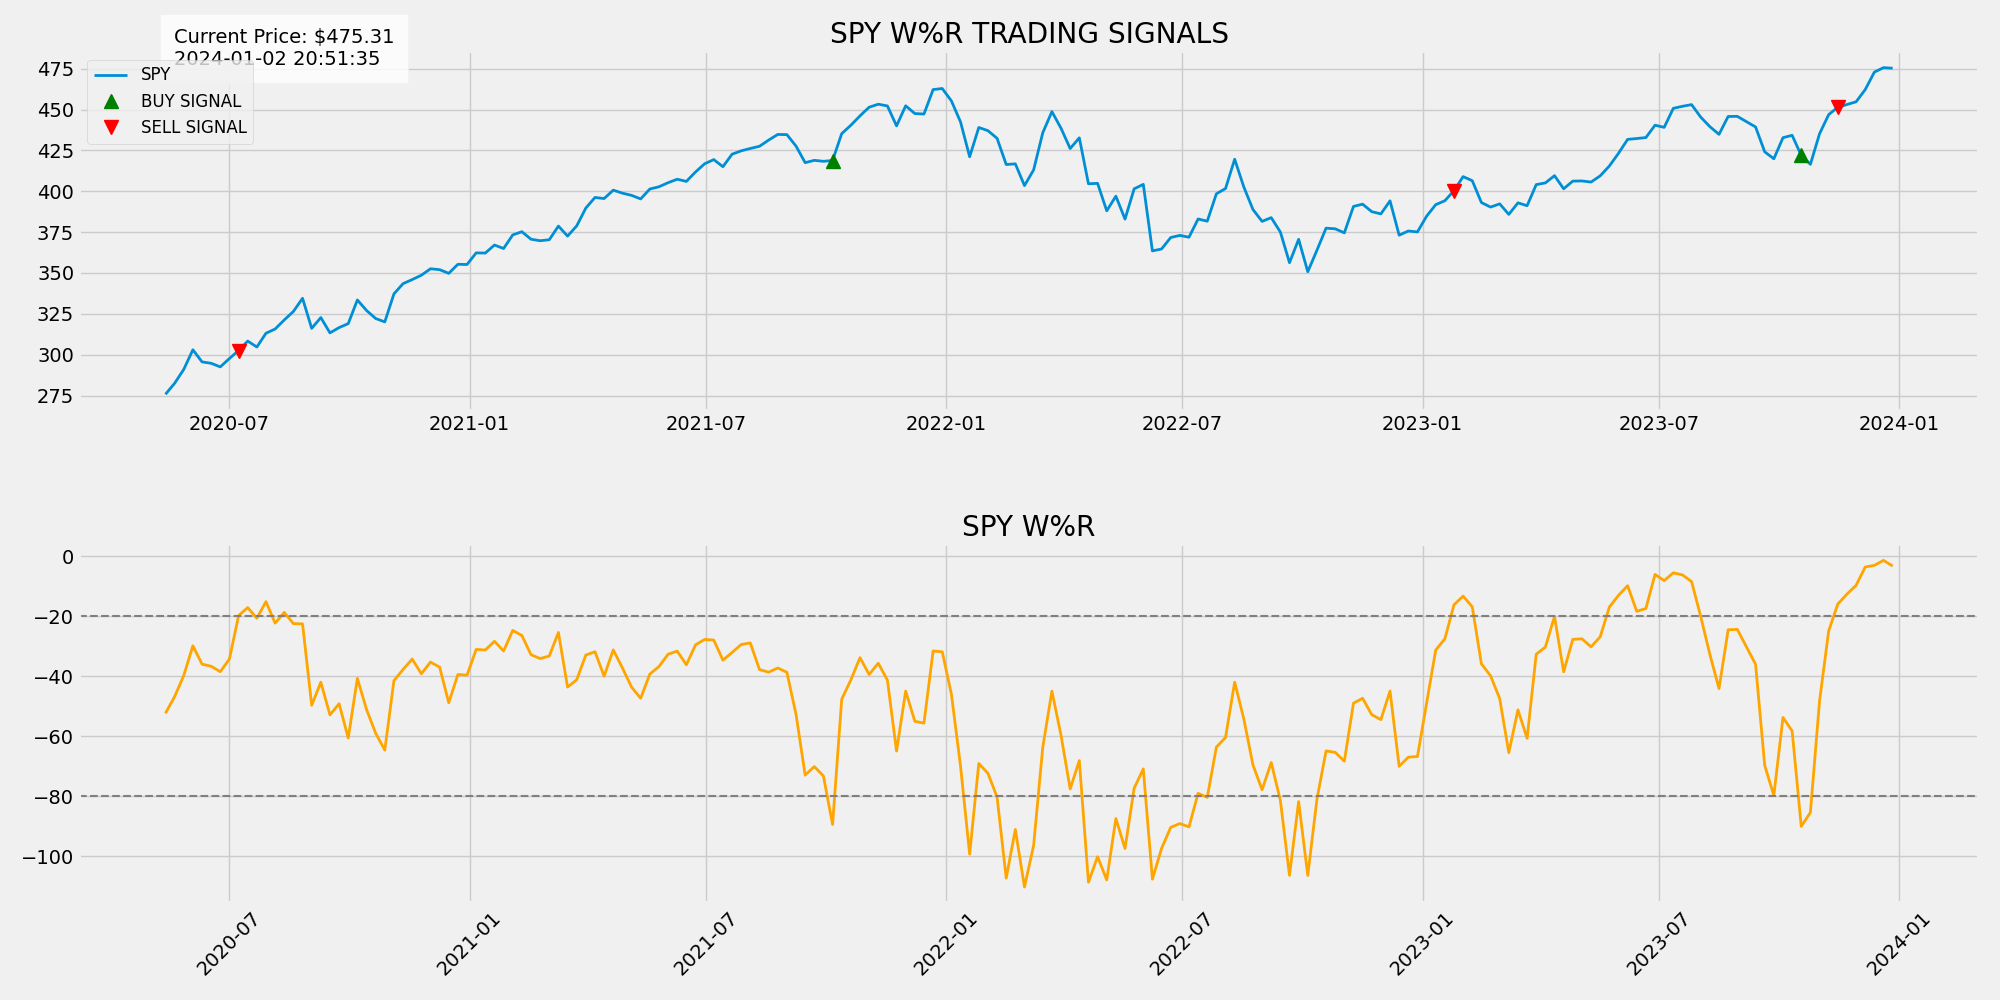 Current Price: $475.31
2024-01-02 20:51:35
SPY W%R TRADING SIGNALS
SPY
BUY SIGNAL
SELL SIGNAL
475
450
425
400
375
350
325
300
275
2020-07 2021-01 2021-07 2022-01 2022-07 2023-01 2023-07 2024-01
SPY W%R
0
−20
−40
−60
−80
−100
2020-07 2021-01 2021-07 2022-01 2022-07 2023-01 2023-07 2024-01